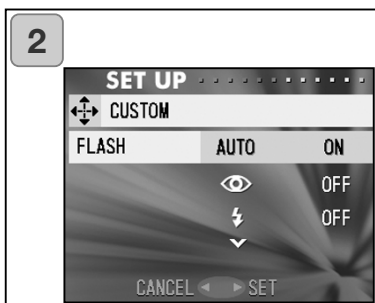 2
SET UP
CUSTOM
FLASH AUTO ON
OFF
OFF
CANCEL SET